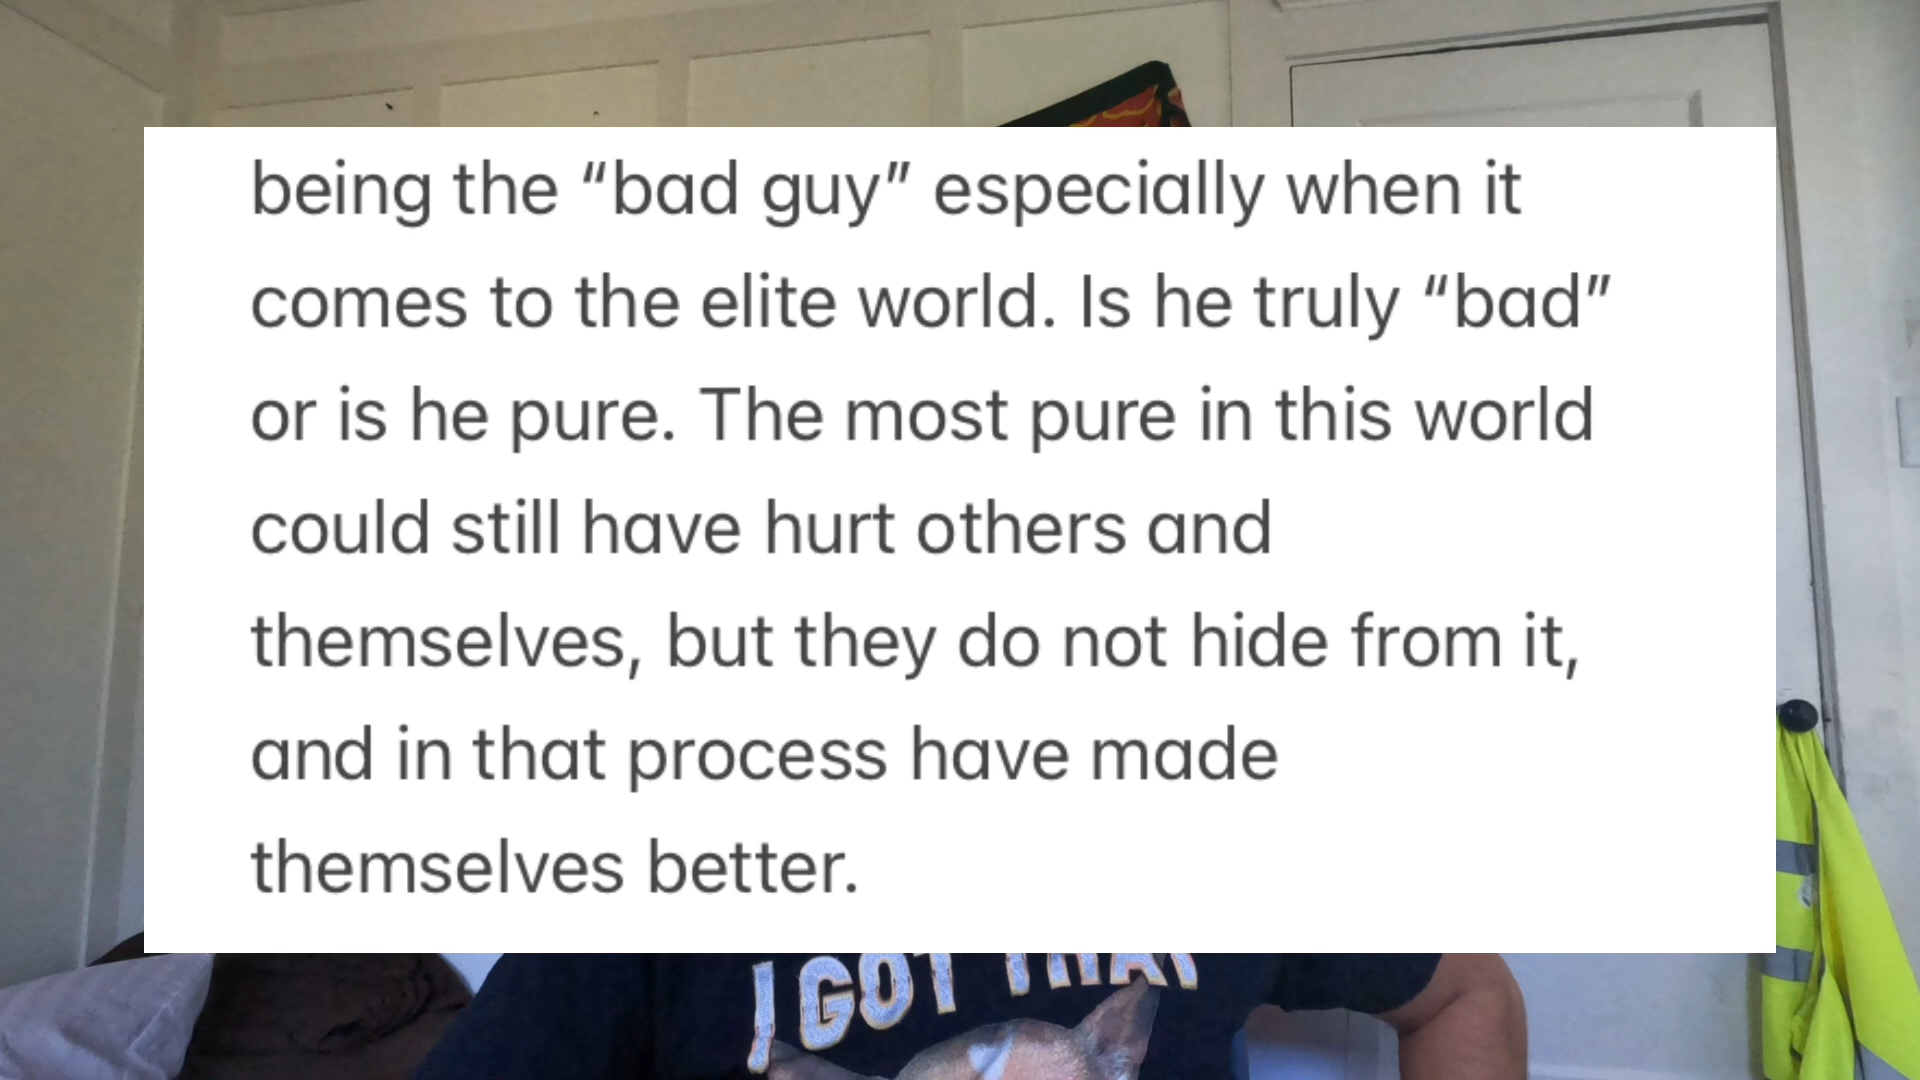 being the “bad guy” especially when it
comes to the elite world. Is he truly “bad”
or is he pure. The most pure in this world
could still have hurt others and
themselves, but they do not hide from it,
and in that process have made
themselves better.
I GOT THAT